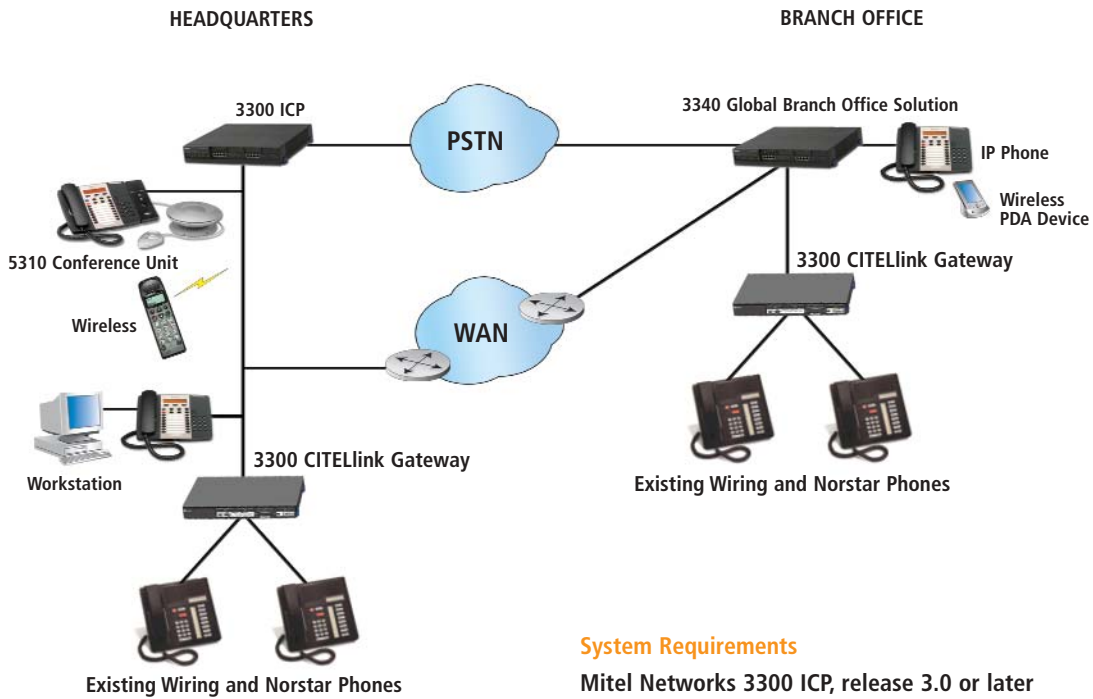 HEADQUARTERS
BRANCH OFFICE
3300 ICP
PSTN
3340 Global Branch Office Solution
IP Phone
Wireless
PDA Device
5310 Conference Unit
3300 CITELlink Gateway
Wireless
WAN
3300 CITELlink Gateway
Workstation
Existing Wiring and Norstar Phones
Existing Wiring and Norstar Phones
System Requirements
Mitel Networks 3300 ICP, release 3.0 or later